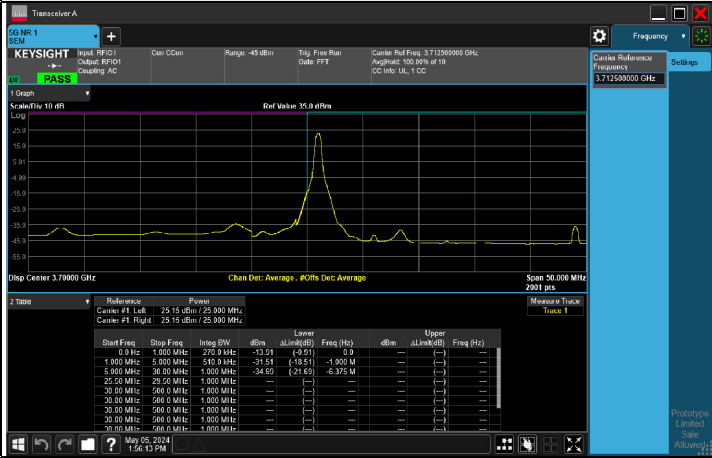 Transceiver A
5G NR 1
SEM
+
Frequency
KEYSIGHT
Input: RFIO1
Output: RFIO1
Coupling: AC
Corr CCorr
Range: -45 dBm
Trig: Free Run
Gate: FFT
Carrier Ref Freq: 3.712500000 GHz
Avg|Hold: 100.00% of 10
CC Info: UL, 1 CC
PASS
Carrier Reference
Frequency
3.712500000 GHz
Settings
1 Graph
Scale/Div 10 dB
Ref Value 35.0 dBm
Log
25.0
15.0
5.00
-15.0
-25.0
-35.0
-45.0
-55.0
Disp Center 3.70000 GHz
Chan Det: Average , #Offs Det: Average
Span 50.000 MHz
2001 pts
2 Table
Reference Power
Carrier #1. Left 25.15 dBm / 25.000 MHz
Carrier #1. Right 25.15 dBm / 25.000 MHz
Measure Trace
Trace 1
Lower Upper
Start Freq Stop Freq Integ BW dBm ΔLimit(dB) Freq (Hz) dBm ΔLimit(dB) Freq (Hz)
0.0 Hz 1.000 MHz 270.0 kHz -13.91 (-0.91) 0.0 --- (---) ---
1.000 MHz 5.000 MHz 510.0 kHz -31.51 (-18.51) -1.000 M --- (---) ---
5.000 MHz 30.00 MHz 1.000 MHz -34.69 (-21.69) -6.375 M --- (---) ---
25.50 MHz 29.50 MHz 1.000 MHz --- (---) --- --- (---) ---
30.00 MHz 500.0 MHz 1.000 MHz --- (---) --- --- (---) ---
30.00 MHz 500.0 MHz 1.000 MHz --- (---) --- --- (---) ---
30.00 MHz 500.0 MHz 1.000 MHz --- (---) --- --- (---) ---
30.00 MHz 500.0 MHz 1.000 MHz --- (---) --- --- (---) ---
30.00 MHz 500.0 MHz 1.000 MHz --- (---) --- --- (---) ---
Prototype
Limited
Sale
Allowed
?
May 05, 2024
1:56:13 PM